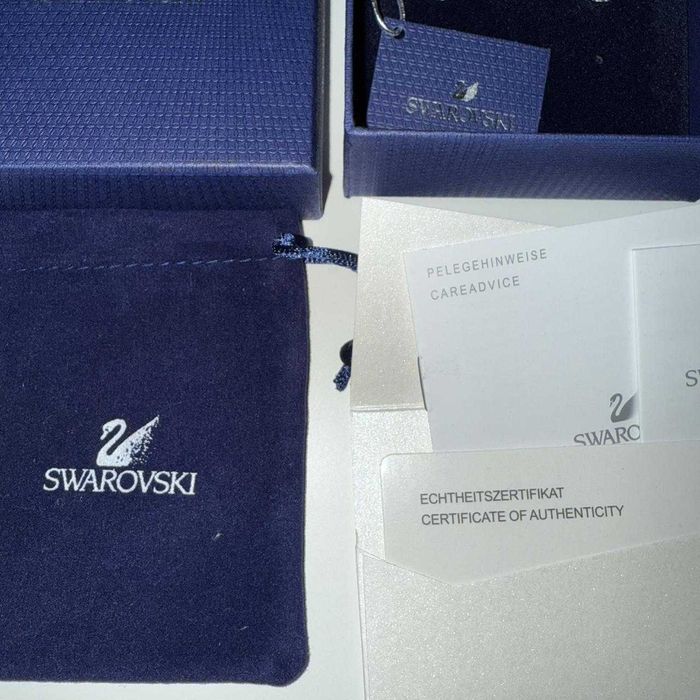 SWAROVSKI
SWAROVSKI
PELEGEHINWEISE
CAREADVICE
SWARO
S
ECHTHEITSZERTIFIKAT
CERTIFICATE OF AUTHENTICITY